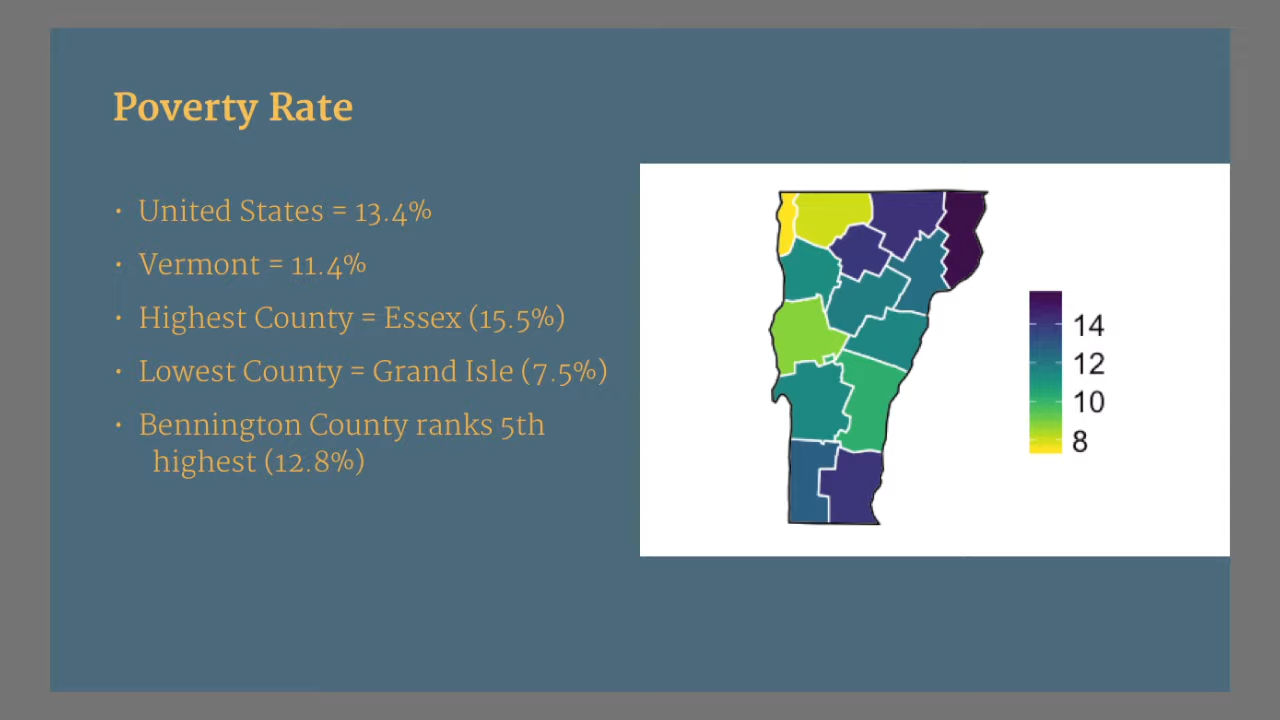 Poverty Rate
• United States = 13.4%
• Vermont = 11.4%
• Highest County = Essex (15.5%)
• Lowest County = Grand Isle (7.5%)
• Bennington County ranks 5th
highest (12.8%)
14
12
10
8